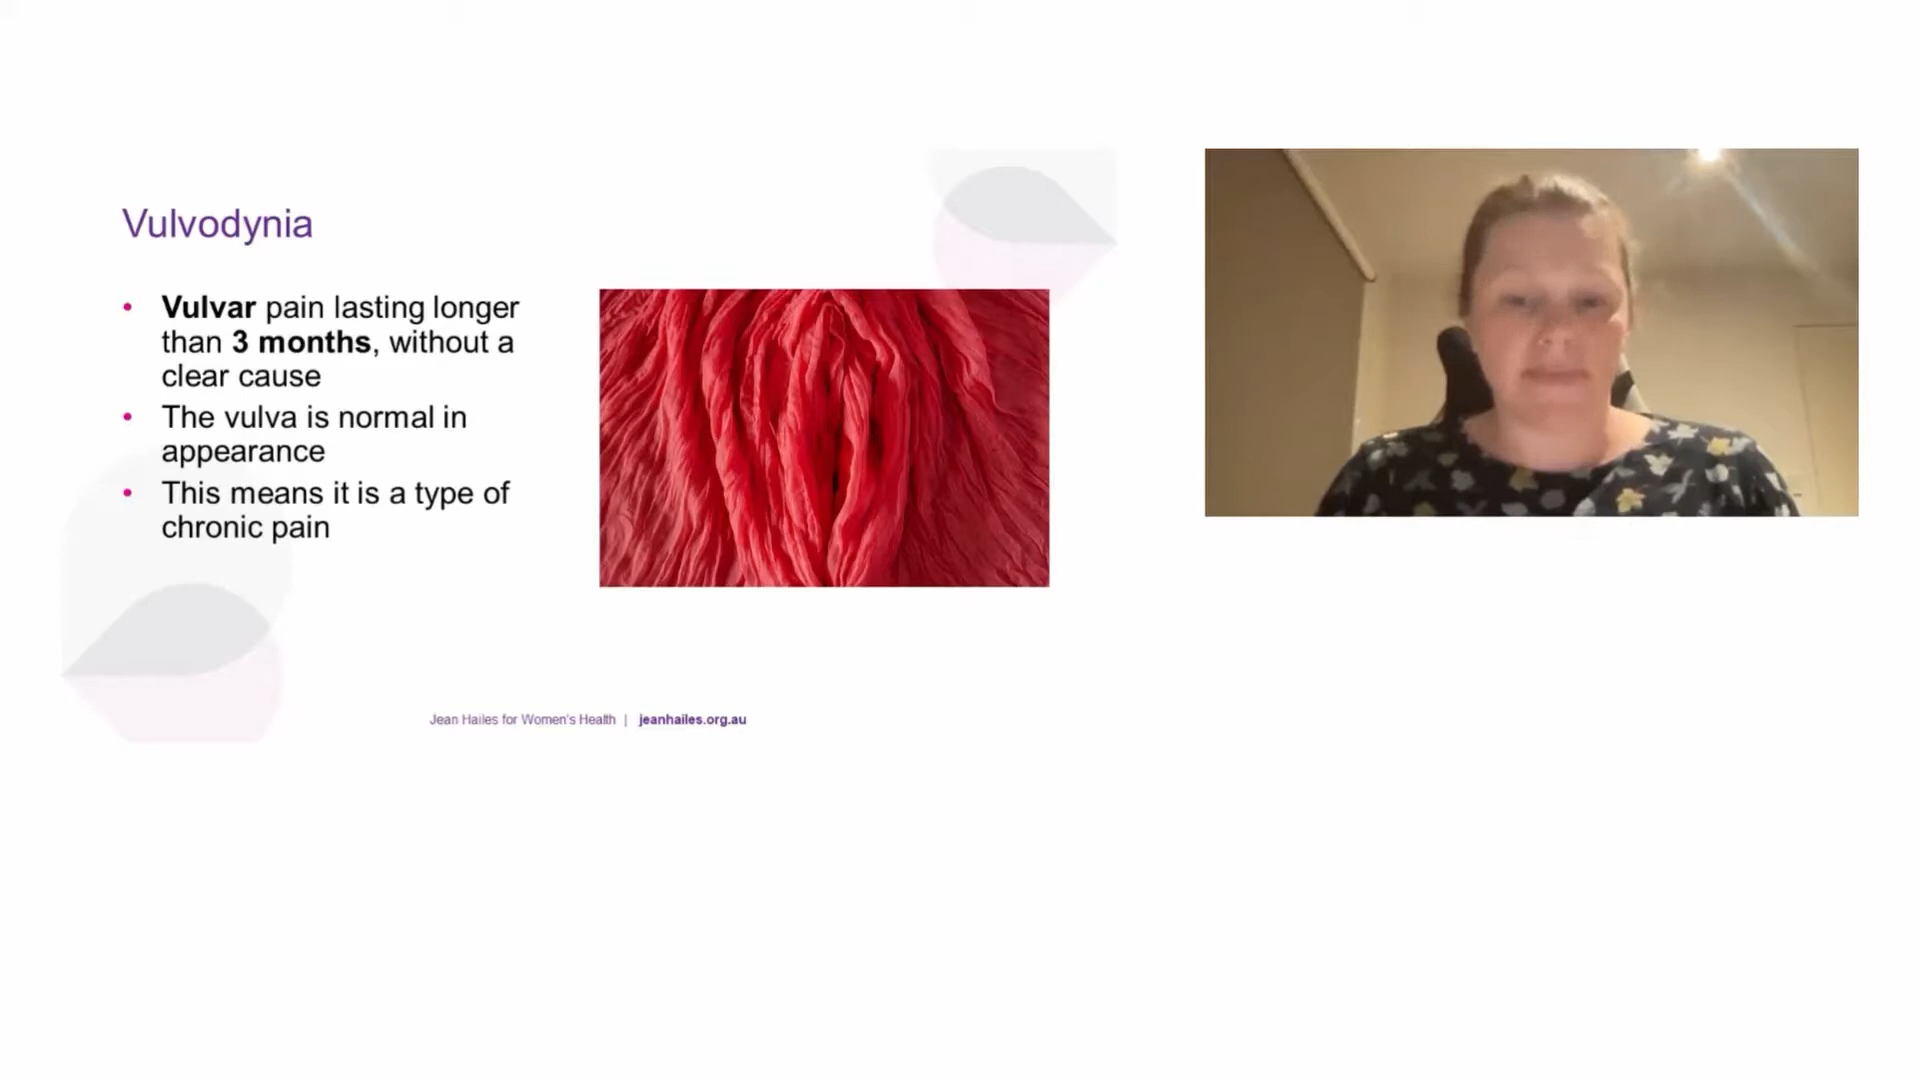 Vulvodynia
• Vulvar pain lasting longer
than 3 months, without a
clear cause
• The vulva is normal in
appearance
• This means it is a type of
chronic pain
Jean Hailes for Women's Health | jeanhailes.org.au